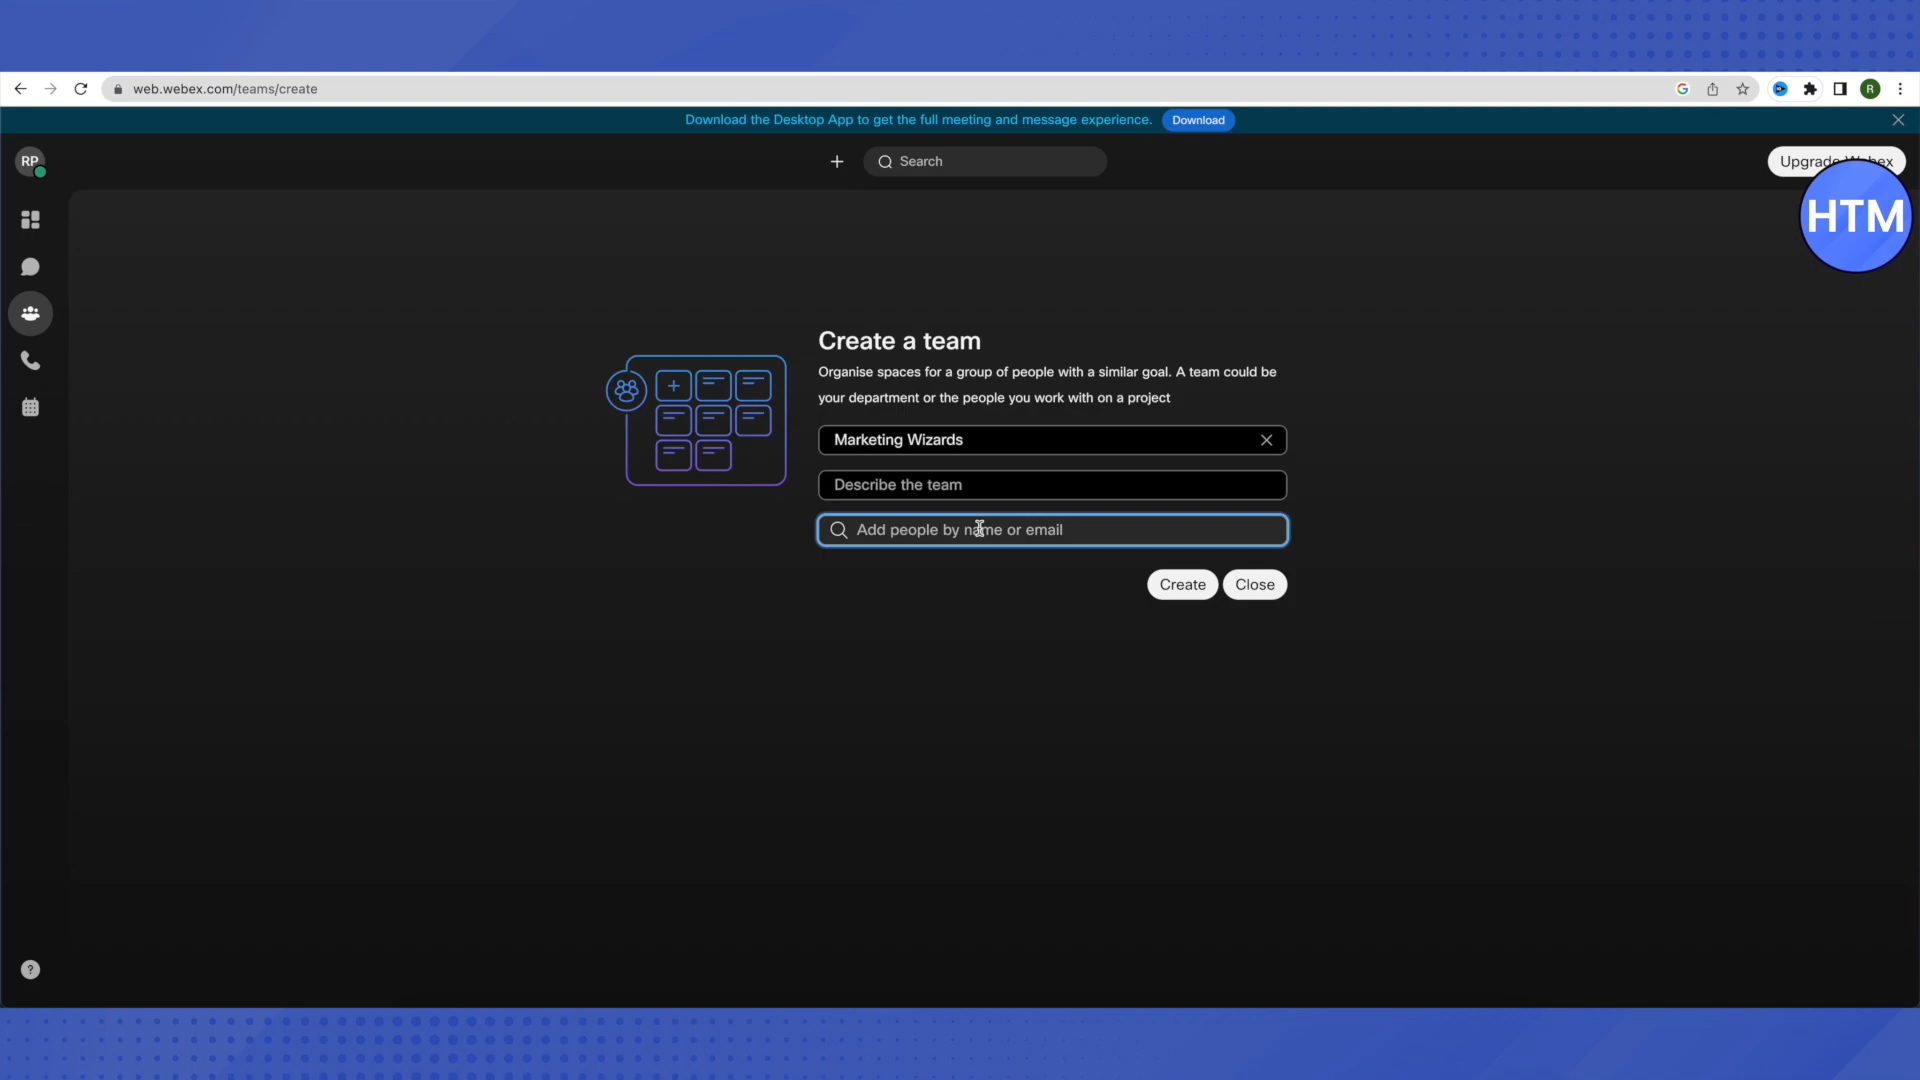 web.webex.com/teams/create
Download the Desktop App to get the full meeting and message experience. Download
RP
Search
Upgrade Webex
HTM
R
Create a team
Organise spaces for a group of people with a similar goal. A team could be
your department or the people you work with on a project
Marketing Wizards
Describe the team
Add people by name or email
Create Close
?